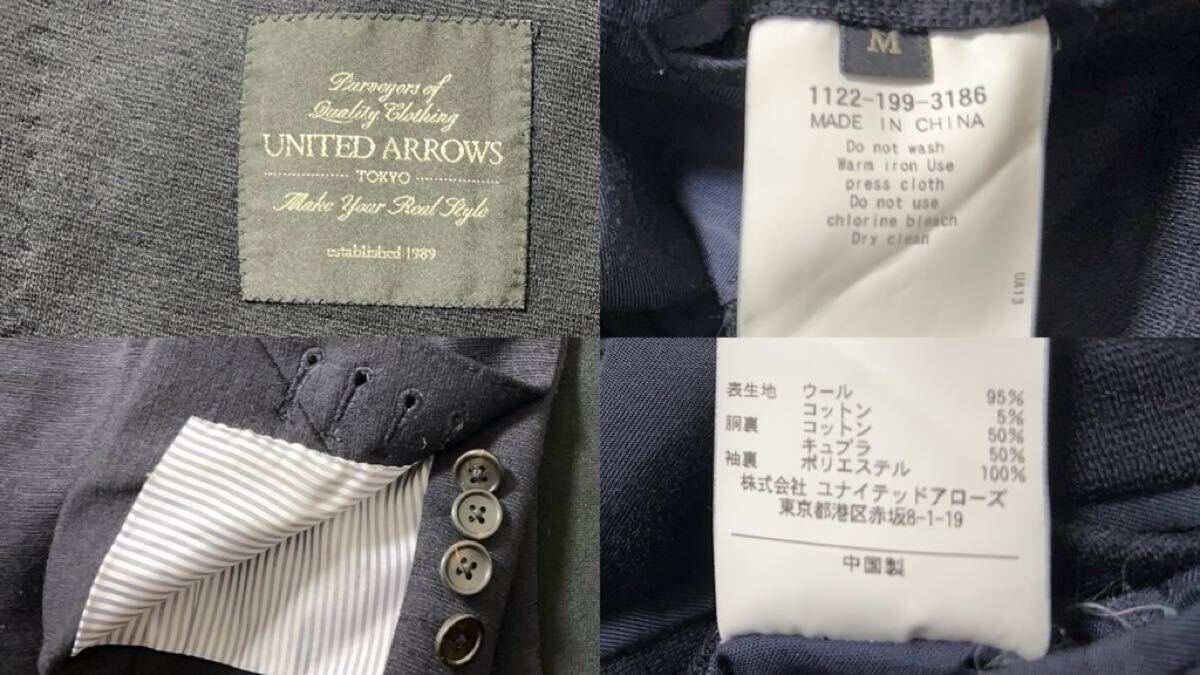 Purveyors of
Quality Clothing
UNITED ARROWS
TOKYO
Make Your Real Style
established 1989
M
1122-199-3186
MADE IN CHINA
Do not wash
Warm iron Use
press cloth
Do not use
chlorine bleach
Dry clean
UA13
表生地 ウール 95%
コットン 5%
胴裏 コットン 50%
キュプラ 50%
袖裏 ポリエステル 100%
株式会社 ユナイテッドアローズ
東京都港区赤坂8-1-19
中国製